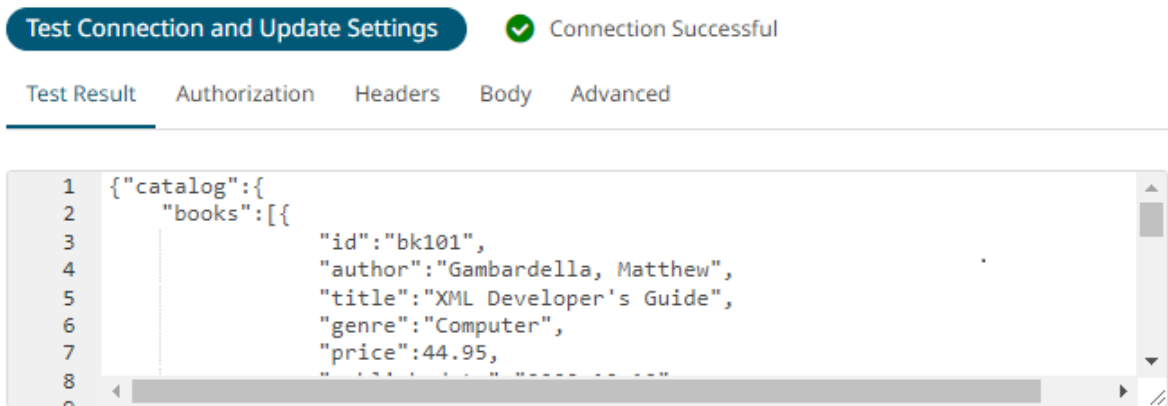 Test Connection and Update Settings Connection Successful
Test Result Authorization Headers Body Advanced
1 {"catalog":{
2 "books":[{
3 "id":"bk101",
4 "author":"Gambardella, Matthew",
5 "title":"XML Developer's Guide",
6 "genre":"Computer",
7 "price":44.95,
8